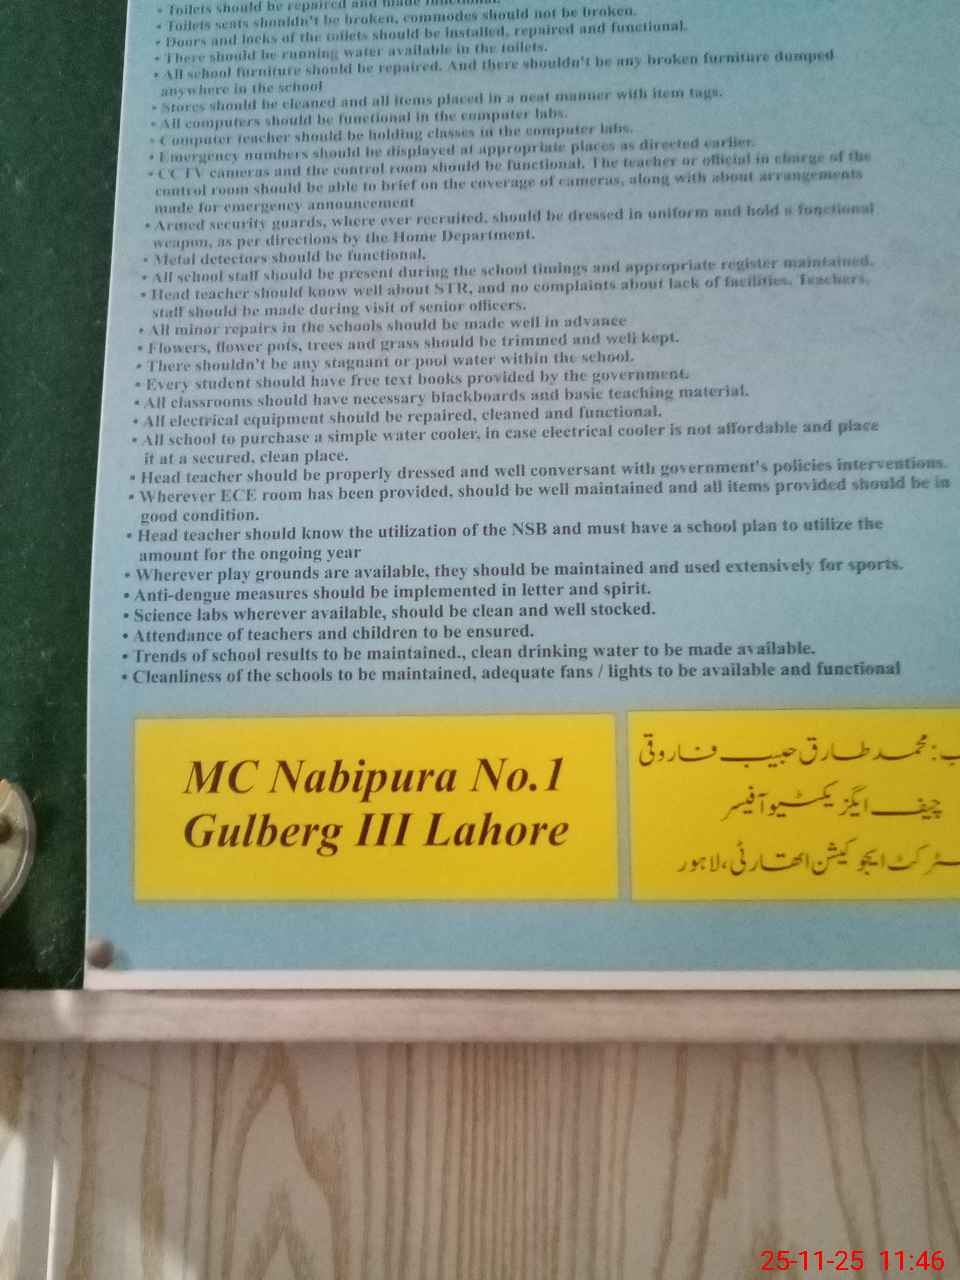 • Toilets should be repaired and made functional.
• Toilets seats shouldn't be broken, commodes should not be broken.
• Doors and locks of the toilets should be installed, repaired and functional.
• There should be running water available in the toilets.
• All school furniture should be repaired. And there shouldn't be any broken furniture dumped
anywhere in the school
• Stores should be cleaned and all items placed in a neat manner with item tags.
• All computers should be functional in the computer labs.
• Computer teacher should be holding classes in the computer labs.
• Emergency numbers should be displayed at appropriate places as directed earlier.
• CCTV cameras and the control room should be functional. The teacher or official in charge of the
control room should be able to brief on the coverage of cameras, along with about arrangements
made for emergency announcement
• Armed security guards, where ever recruited, should be dressed in uniform and hold a functional
weapon, as per directions by the Home Department.
• Metal detectors should be functional.
• All school staff should be present during the school timings and appropriate register maintained.
• Head teacher should know well about STR, and no complaints about lack of facilities. Teachers,
staff should be made during visit of senior officers.
• All minor repairs in the schools should be made well in advance
• Flowers, flower pots, trees and grass should be trimmed and well kept.
• There shouldn't be any stagnant or pool water within the school.
• Every student should have free text books provided by the government.
• All classrooms should have necessary blackboards and basic teaching material.
• All electrical equipment should be repaired, cleaned and functional.
• All school to purchase a simple water cooler, in case electrical cooler is not affordable and place
it at a secured, clean place.
• Head teacher should be properly dressed and well conversant with government's policies interventions.
• Wherever ECE room has been provided, should be well maintained and all items provided should be in
good condition.
• Head teacher should know the utilization of the NSB and must have a school plan to utilize the
amount for the ongoing year
• Wherever play grounds are available, they should be maintained and used extensively for sports.
• Anti-dengue measures should be implemented in letter and spirit.
• Science labs wherever available, should be clean and well stocked.
• Attendance of teachers and children to be ensured.
• Trends of school results to be maintained., clean drinking water to be made available.
• Cleanliness of the schools to be maintained, adequate fans / lights to be available and functional
MC Nabipura No.1
Gulberg III Lahore
: محمد طارق حبیب فاروقی
چیف ایگزیکٹیو آفیسر
ایجوکیشن اتھارٹی، لاہور
25-11-25 11:46